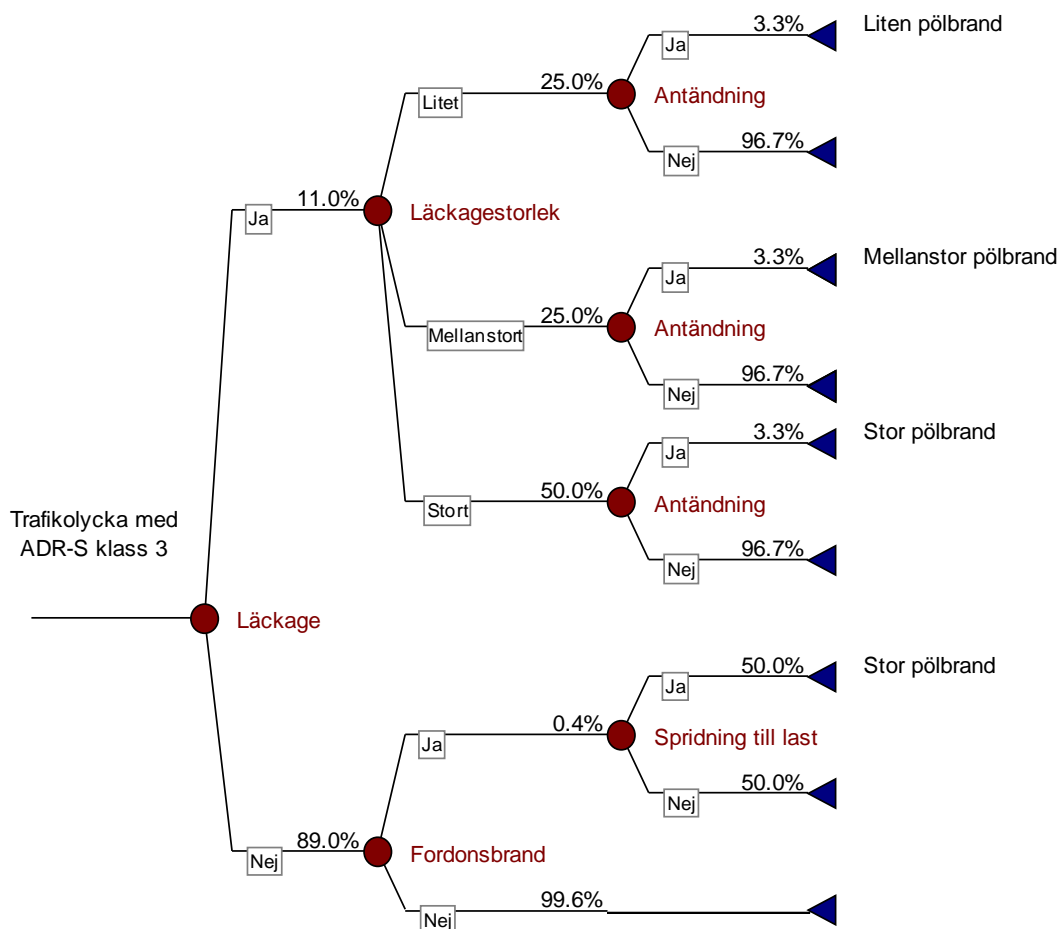 Ja 3.3% Liten pölbrand
Litet 25.0% Antändning
Nej 96.7%
Ja 11.0% Läckagestorlek
Ja 3.3% Mellanstor pölbrand
Mellanstort 25.0% Antändning
Nej 96.7%
Ja 3.3% Stor pölbrand
Stort 50.0% Antändning
Nej 96.7%
Trafikolycka med
ADR-S klass 3
Läckage
Ja 50.0% Stor pölbrand
Ja 0.4% Spridning till last
Nej 50.0%
Nej 89.0% Fordonsbrand
Nej 99.6%